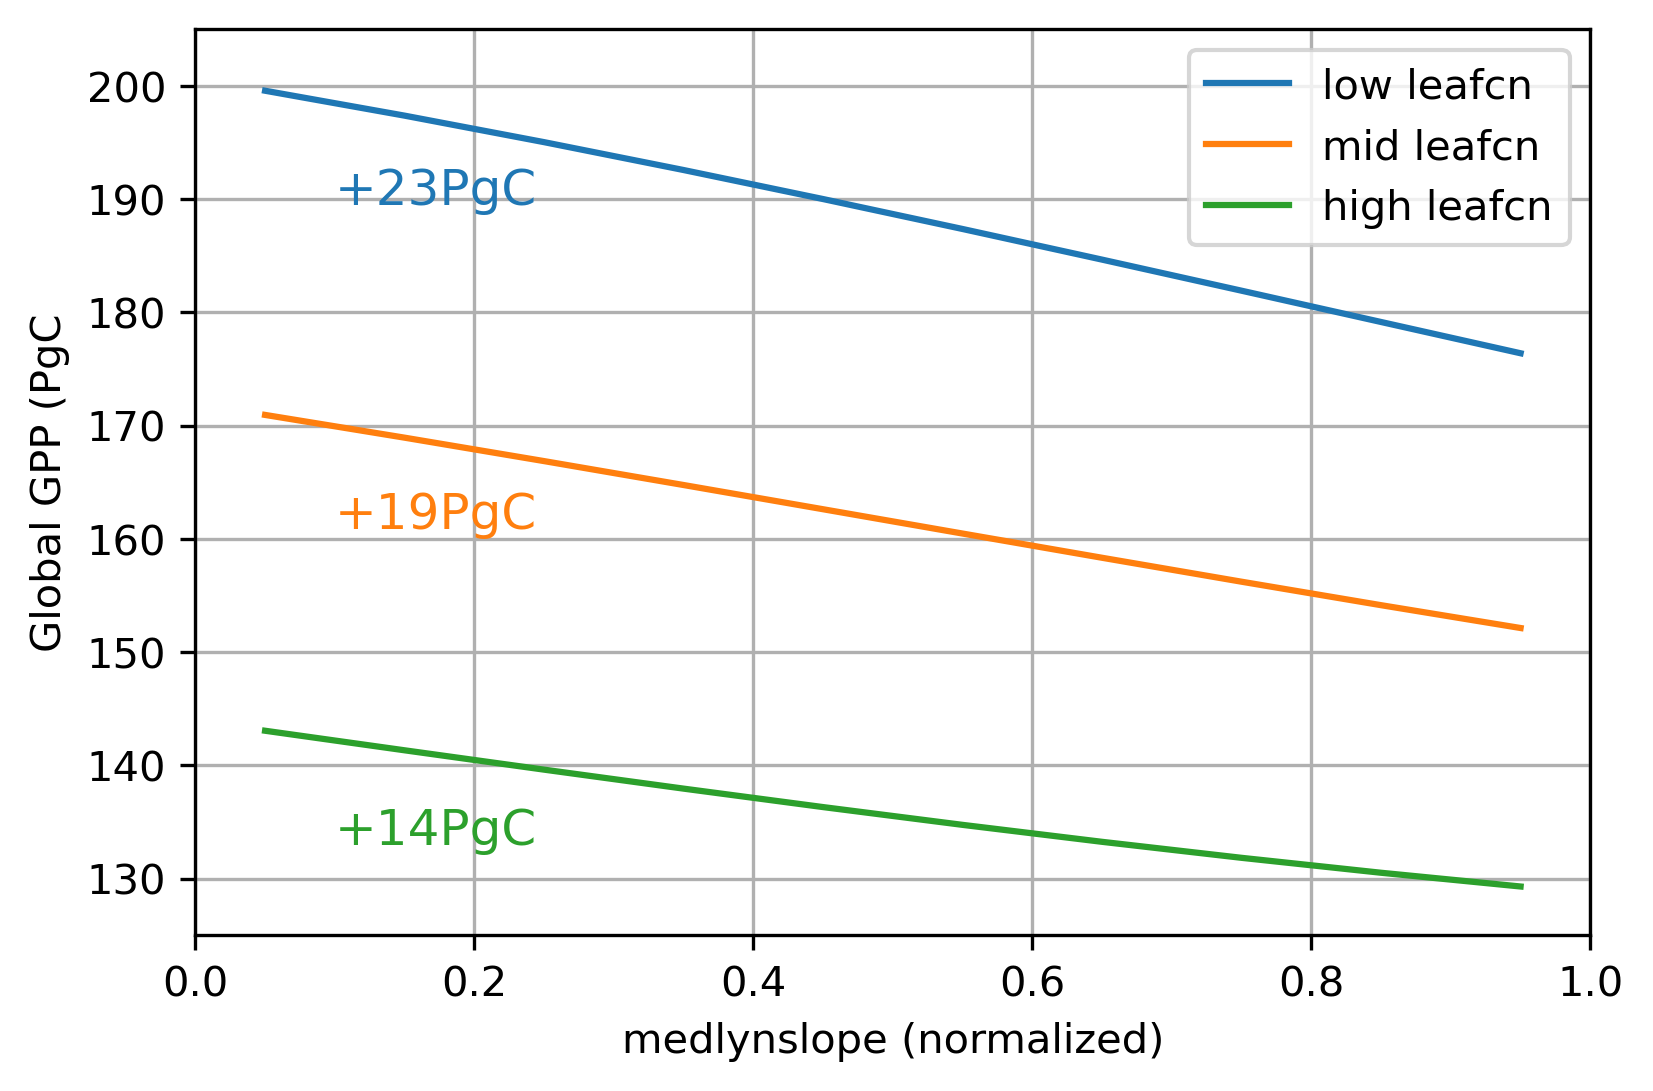 200
190
180
170
160
150
140
130
Global GPP (PgC
low leafcn
mid leafcn
high leafcn
+23PgC
+19PgC
+14PgC
0.0 0.2 0.4 0.6 0.8 1.0
medlynslope (normalized)